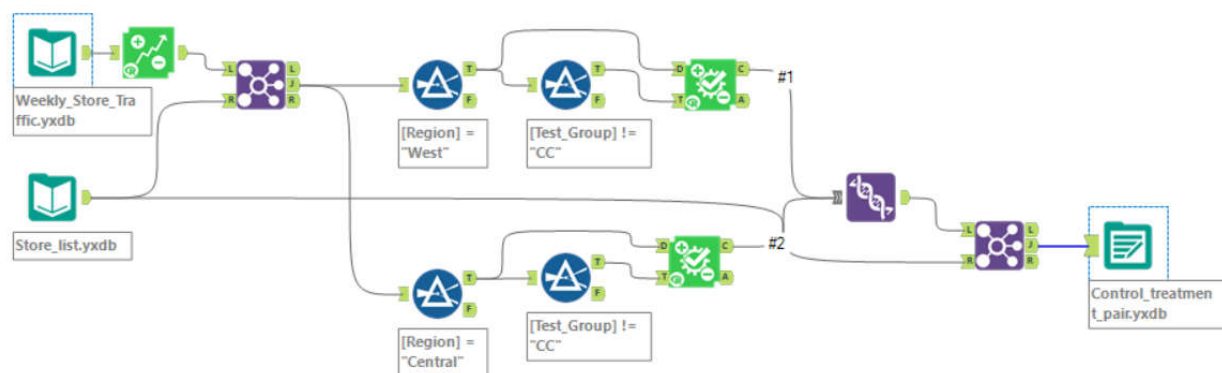 Weekly_Store_Tra
ffic.yxdb
L
R
L
J
R
[Region] =
"West"
T
F
[Test_Group] !=
"CC"
T
F
D
T
C
A
#1
Store_list.yxdb
[Region] =
"Central"
T
F
[Test_Group] !=
"CC"
T
F
D
T
C
A
#2
L
R
L
J
R
Control_treatmen
t_pair.yxdb